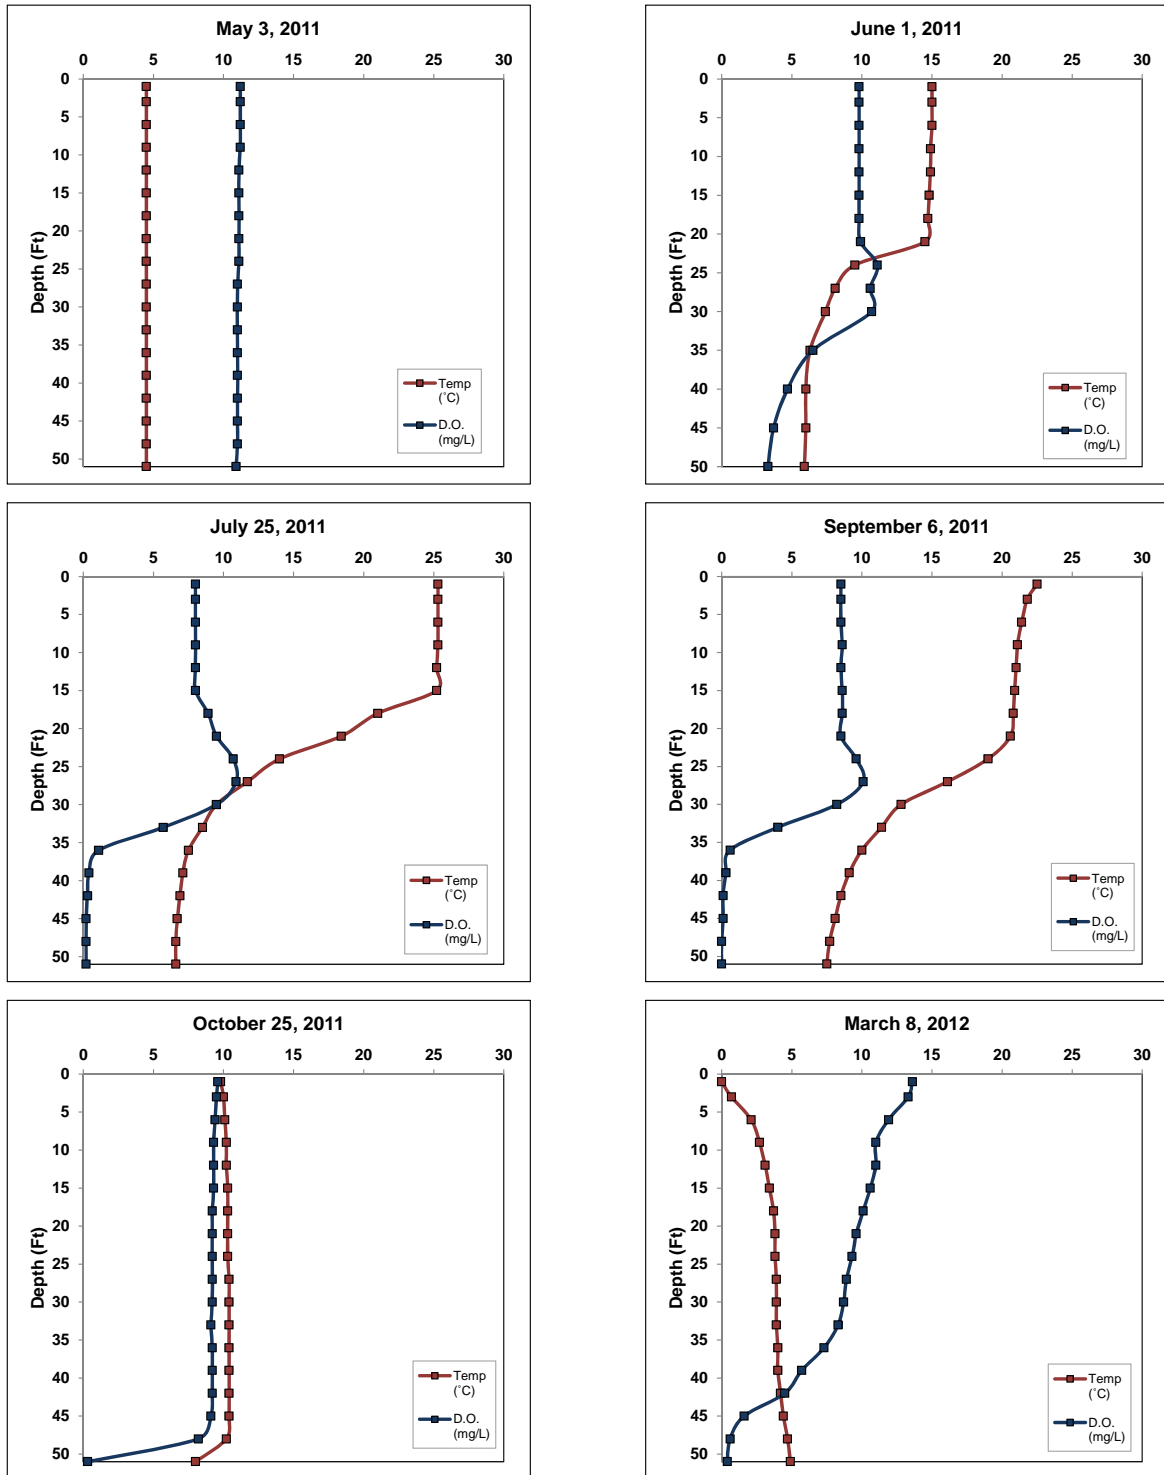 May 3, 2011
0 5 10 15 20 25 30
0
5
10
15
20
25
30
35
40
45
50
Depth (Ft)
Temp
(˚C)
D.O.
(mg/L)
June 1, 2011
0 5 10 15 20 25 30
0
5
10
15
20
25
30
35
40
45
50
Depth (Ft)
Temp
(˚C)
D.O.
(mg/L)
July 25, 2011
0 5 10 15 20 25 30
0
5
10
15
20
25
30
35
40
45
50
Depth (Ft)
Temp
(˚C)
D.O.
(mg/L)
September 6, 2011
0 5 10 15 20 25 30
0
5
10
15
20
25
30
35
40
45
50
Depth (Ft)
Temp
(˚C)
D.O.
(mg/L)
October 25, 2011
0 5 10 15 20 25 30
0
5
10
15
20
25
30
35
40
45
50
Depth (Ft)
Temp
(˚C)
D.O.
(mg/L)
March 8, 2012
0 5 10 15 20 25 30
0
5
10
15
20
25
30
35
40
45
50
Depth (Ft)
Temp
(˚C)
D.O.
(mg/L)